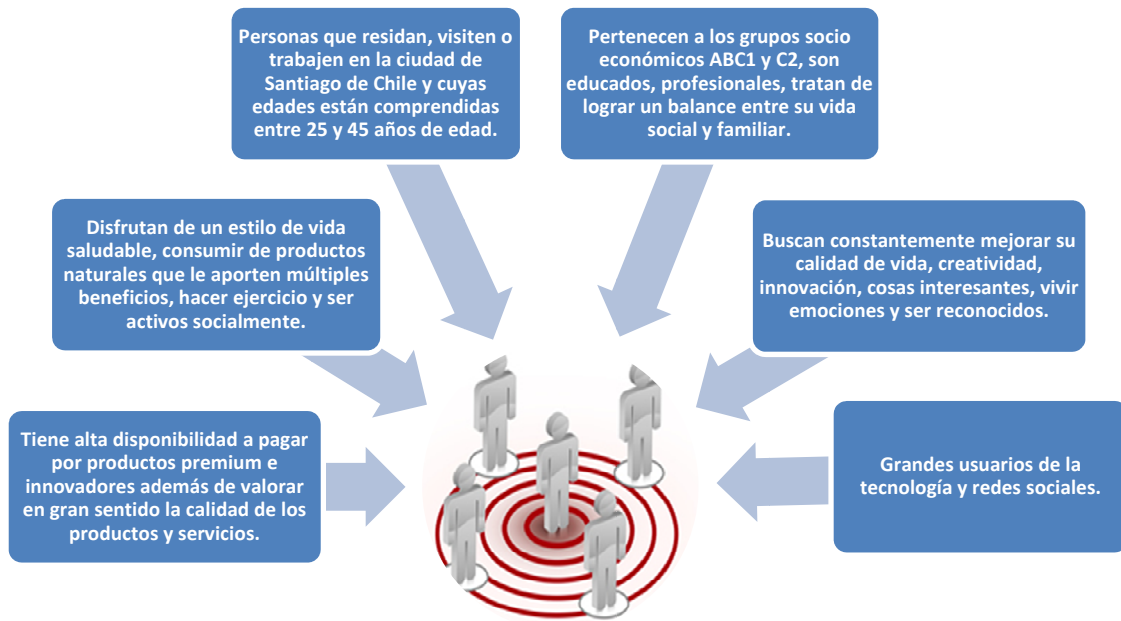 Personas que residan, visiten o
trabajen en la ciudad de
Santiago de Chile y cuyas
edades están comprendidas
entre 25 y 45 años de edad.
Pertenecen a los grupos socio
económicos ABC1 y C2, son
educados, profesionales, tratan de
lograr un balance entre su vida
social y familiar.
Disfrutan de un estilo de vida
saludable, consumir de productos
naturales que le aporten múltiples
beneficios, hacer ejercicio y ser
activos socialmente.
Buscan constantemente mejorar su
calidad de vida, creatividad,
innovación, cosas interesantes, vivir
emociones y ser reconocidos.
Tiene alta disponibilidad a pagar
por productos premium e
innovadores además de valorar
en gran sentido la calidad de los
productos y servicios.
Grandes usuarios de la
tecnología y redes sociales.